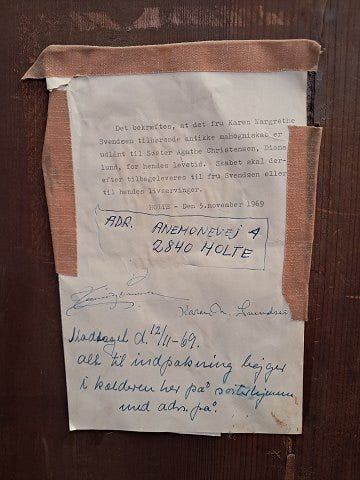 Det bekræftes, at det fru Karen Margrethe
Svendsen tilhørende antikke mahogniskab er
udlånt til Søster Agathe Christensen, Diana
lund, for hendes levetid. - Skabet skal der-
efter tilbageleveres til fru Svendsen eller
til hendes livsarvinger.
HOLTE - Den 5.november 1969
ADR. ANEMONEVEJ 4
2840 HOLTE
Karen M. Svendsen
Modtaget d. 12/11-69.
alt til indpakning ligger
i kælderen her på søsterhjemmet
med adr. på.